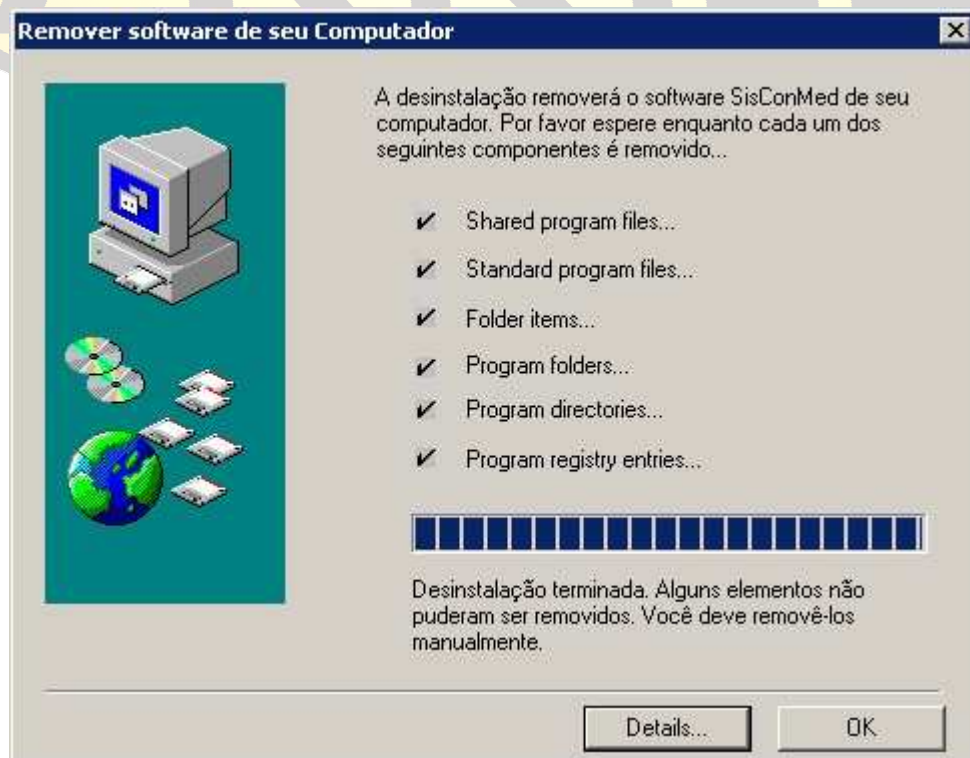 Remover software de seu Computador
A desinstalação removerá o software SisConMed de seu
computador. Por favor espere enquanto cada um dos
seguintes componentes é removido...
Shared program files...
Standard program files...
Folder items...
Program folders...
Program directories...
Program registry entries...
Desinstalação terminada. Alguns elementos não
puderam ser removidos. Você deve removê-los
manualmente.
Details...
OK